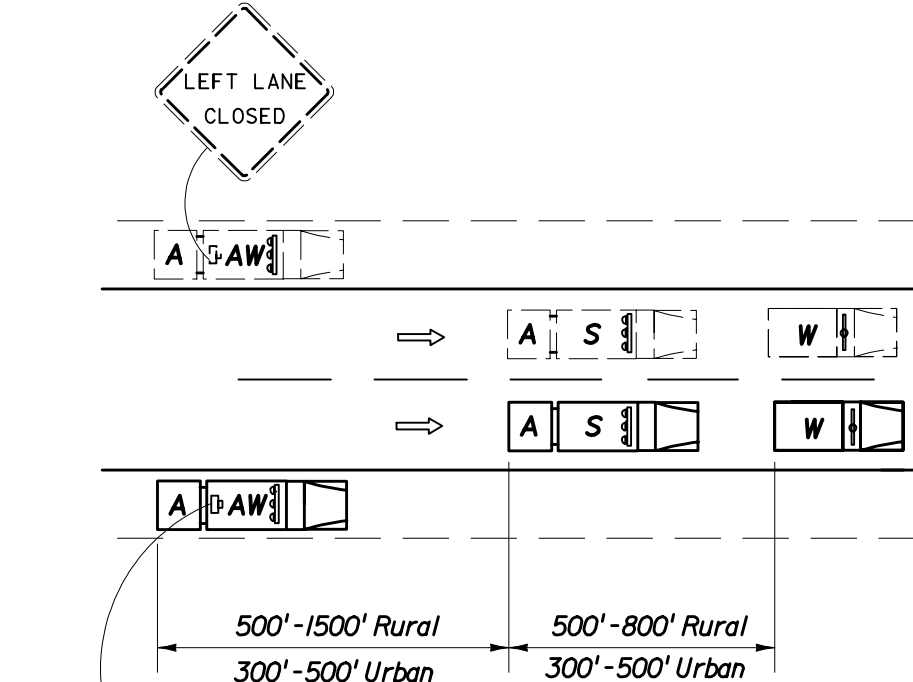 LEFT LANE
CLOSED
A AW
A S W
A S W
A AW
500'-1500' Rural 500'-800' Rural
300'-500' Urban 300'-500' Urban